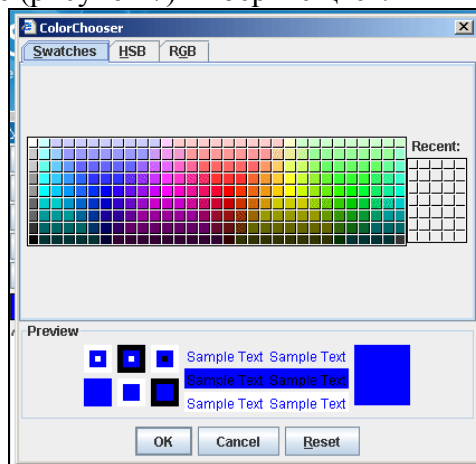 ColorChooser
Swatches HSB RGB
Recent:
Preview
Sample Text Sample Text
Sample Text Sample Text
Sample Text Sample Text
OK Cancel Reset